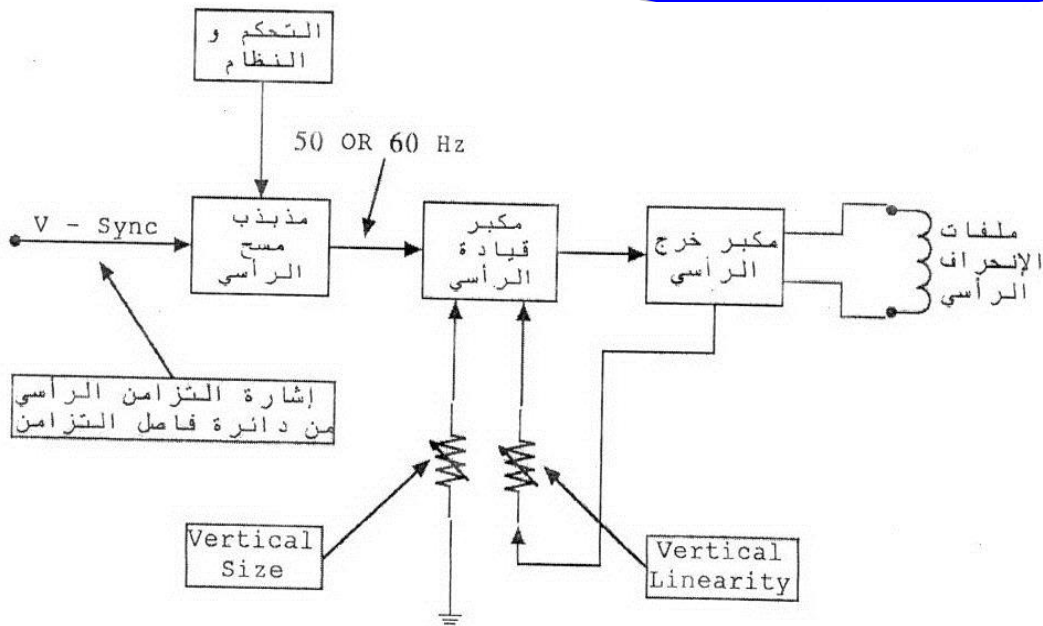 التحكم و
النظام
50 OR 60 Hz
V - Sync
مذبذب
مسح
الرأسي
مكبر
قيادة
الرأسي
مكبر خرج
الرأسي
ملفات
الإنحراف
الرأسي
إشارة التزامن الرأسي
من دائرة فاصل التزامن
Vertical
Size
Vertical
Linearity